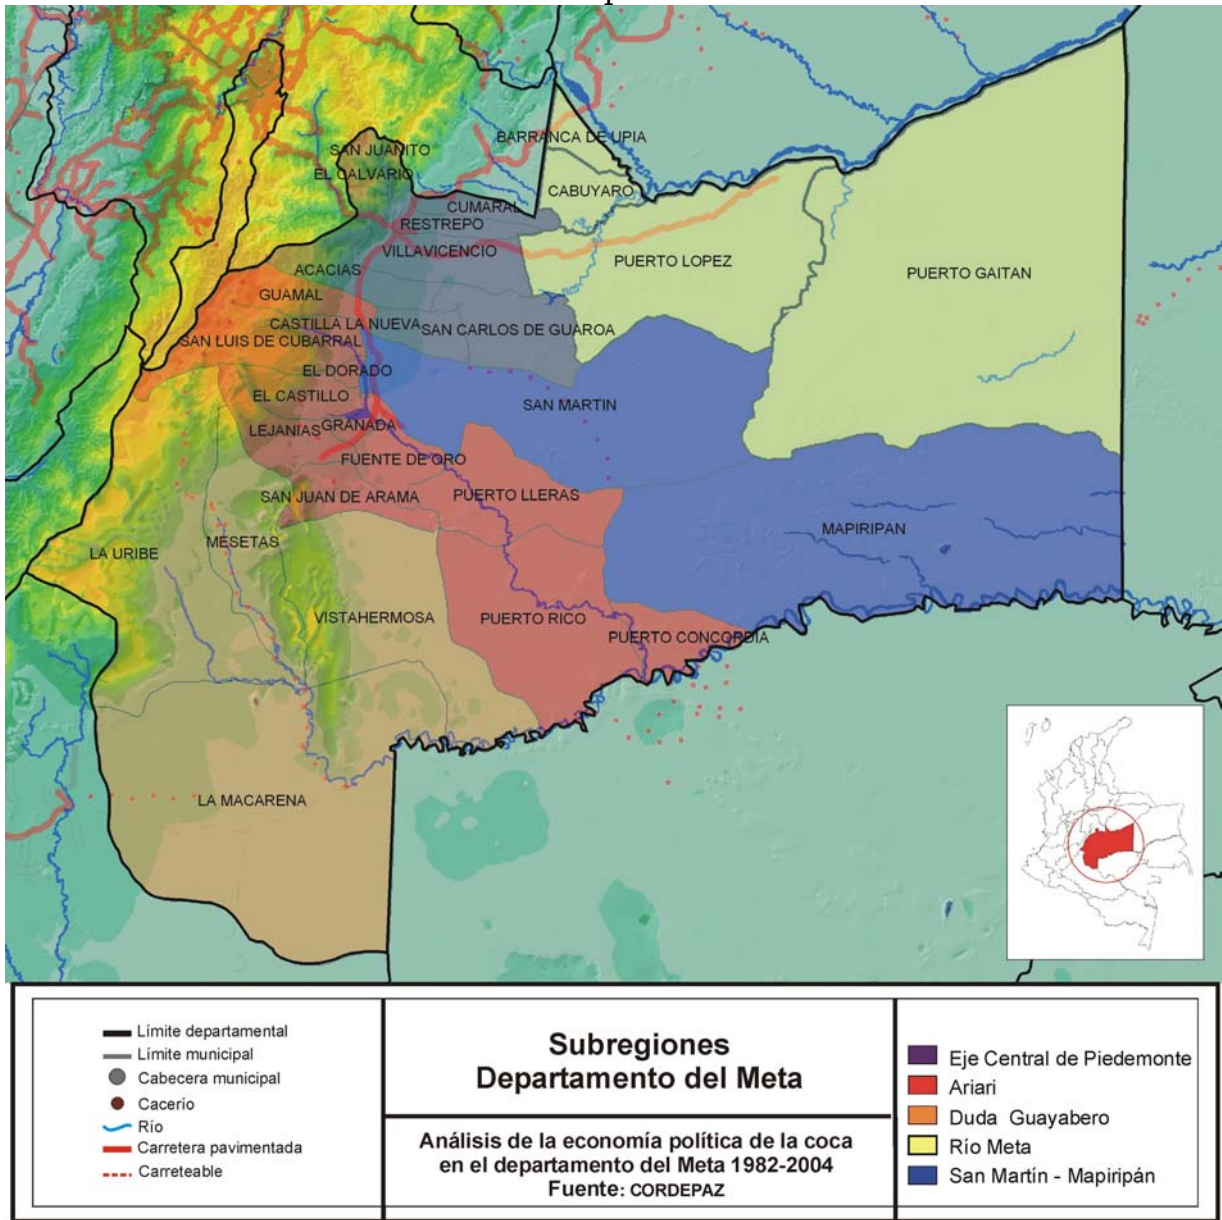 BARRANCA DE UPIA
SAN JUANITO
EL CALVARIO
CABUYARO
CUMARAL
RESTREPO
VILLAVICENCIO
PUERTO LOPEZ
ACACIAS
PUERTO GAITAN
GUAMAL
CASTILLA LA NUEVA
SAN CARLOS DE GUAROA
SAN LUIS DE CUBARRAL
EL DORADO
EL CASTILLO
SAN MARTIN
LEJANIAS
GRANADA
FUENTE DE ORO
SAN JUAN DE ARAMA
PUERTO LLERAS
MAPIRIPAN
MESETAS
LA URIBE
VISTAHERMOSA
PUERTO RICO
PUERTO CONCORDIA
LA MACARENA
Límite departamental
Límite municipal
Cabecera municipal
Cacerío
Río
Carretera pavimentada
Carreteable
Subregiones
Departamento del Meta
Análisis de la economía política de la coca
en el departamento del Meta 1982-2004
Fuente: CORDEPAZ
Eje Central de Piedemonte
Ariari
Duda Guayabero
Río Meta
San Martín - Mapiripán